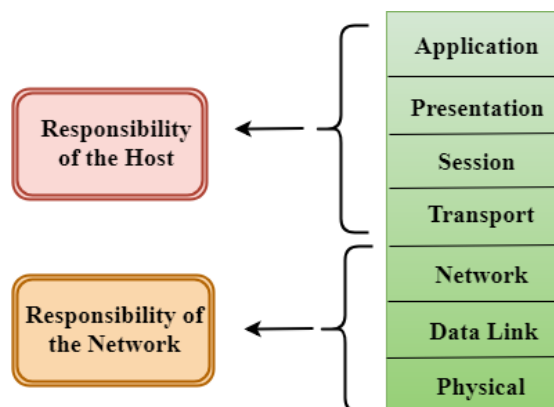 Application
Presentation
Session
Transport
Network
Data Link
Physical
Responsibility
of the Host
Responsibility of
the Network